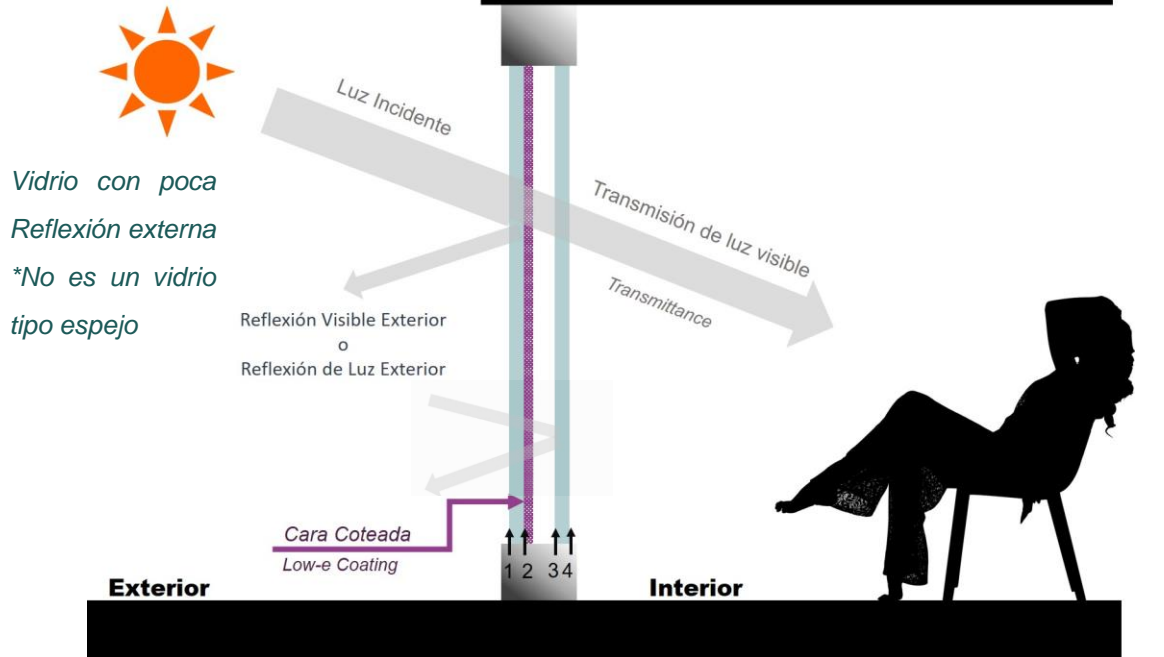 Luz Incidente
Vidrio con poca
Reflexión externa
*No es un vidrio
tipo espejo
Transmisión de luz visible
Transmittance
Reflexión Visible Exterior
o
Reflexión de Luz Exterior
Cara Coteada
Low-e Coating
1 2 3 4
Exterior
Interior